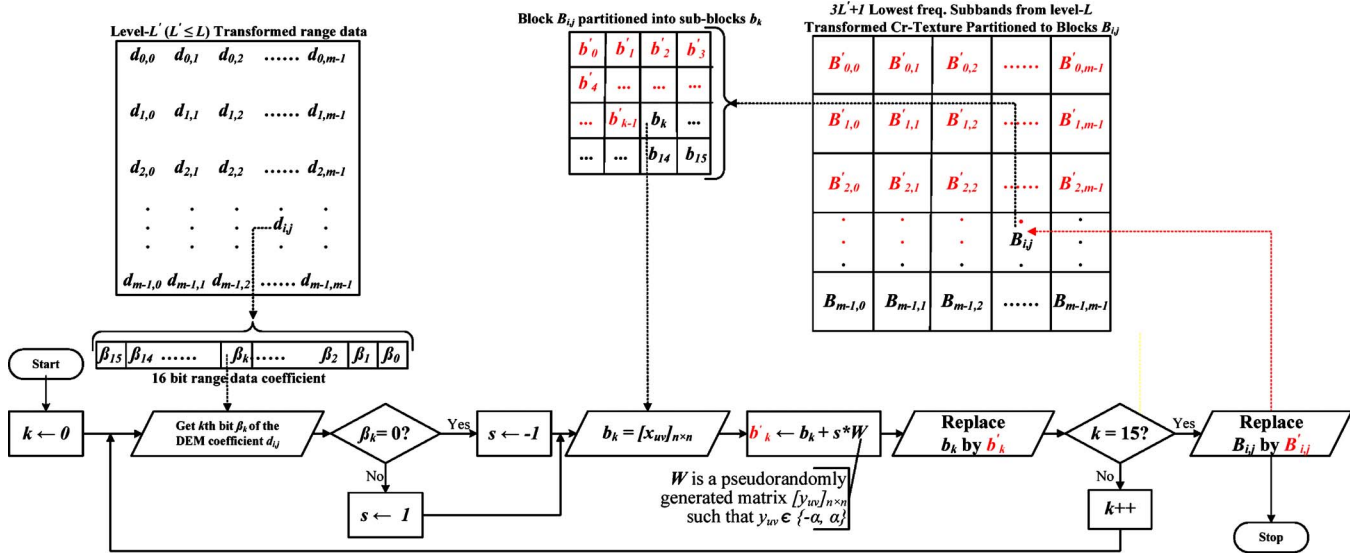 Level-L' (L' ≤ L) Transformed range data
d0,0 d0,1 d0,2 ...... d0,m-1
d1,0 d1,1 d1,2 ...... d1,m-1
d2,0 d2,1 d2,2 ...... d2,m-1
. . . . .
. . . di,j .
. . . . .
dm-1,0 dm-1,1 dm-1,2 ...... dm-1,m-1
β15 β14 ...... βk ...... β2 β1 β0
16 bit range data coefficient
Block Bi,j partitioned into sub-blocks bk
b'0 b'1 b'2 b'3
b'4 ... ... ...
... b'k-1 bk ...
... ... b14 b15
3L'+1 Lowest freq. Subbands from level-L
Transformed Cr-Texture Partitioned to Blocks Bi,j
B'0,0 B'0,1 B'0,2 ...... B'0,m-1
B'1,0 B'1,1 B'1,2 ...... B'1,m-1
B'2,0 B'2,1 B'2,2 ...... B'2,m-1
. . . . .
. . . Bi,j .
. . . . .
Bm-1,0 Bm-1,1 Bm-1,2 ...... Bm-1,m-1
Start
k ← 0
Get kth bit βk of the
DEM coefficient di,j
βk= 0?
Yes
No
s ← -1
s ← 1
bk = [xuv]n×n
b'k ← bk + s*W
W is a pseudorandomly
generated matrix [yuv]n×n
such that yuv ϵ {-α, α}
Replace
bk by b'k
k = 15?
Yes
No
k++
Replace
Bi,j by B'i,j
Stop